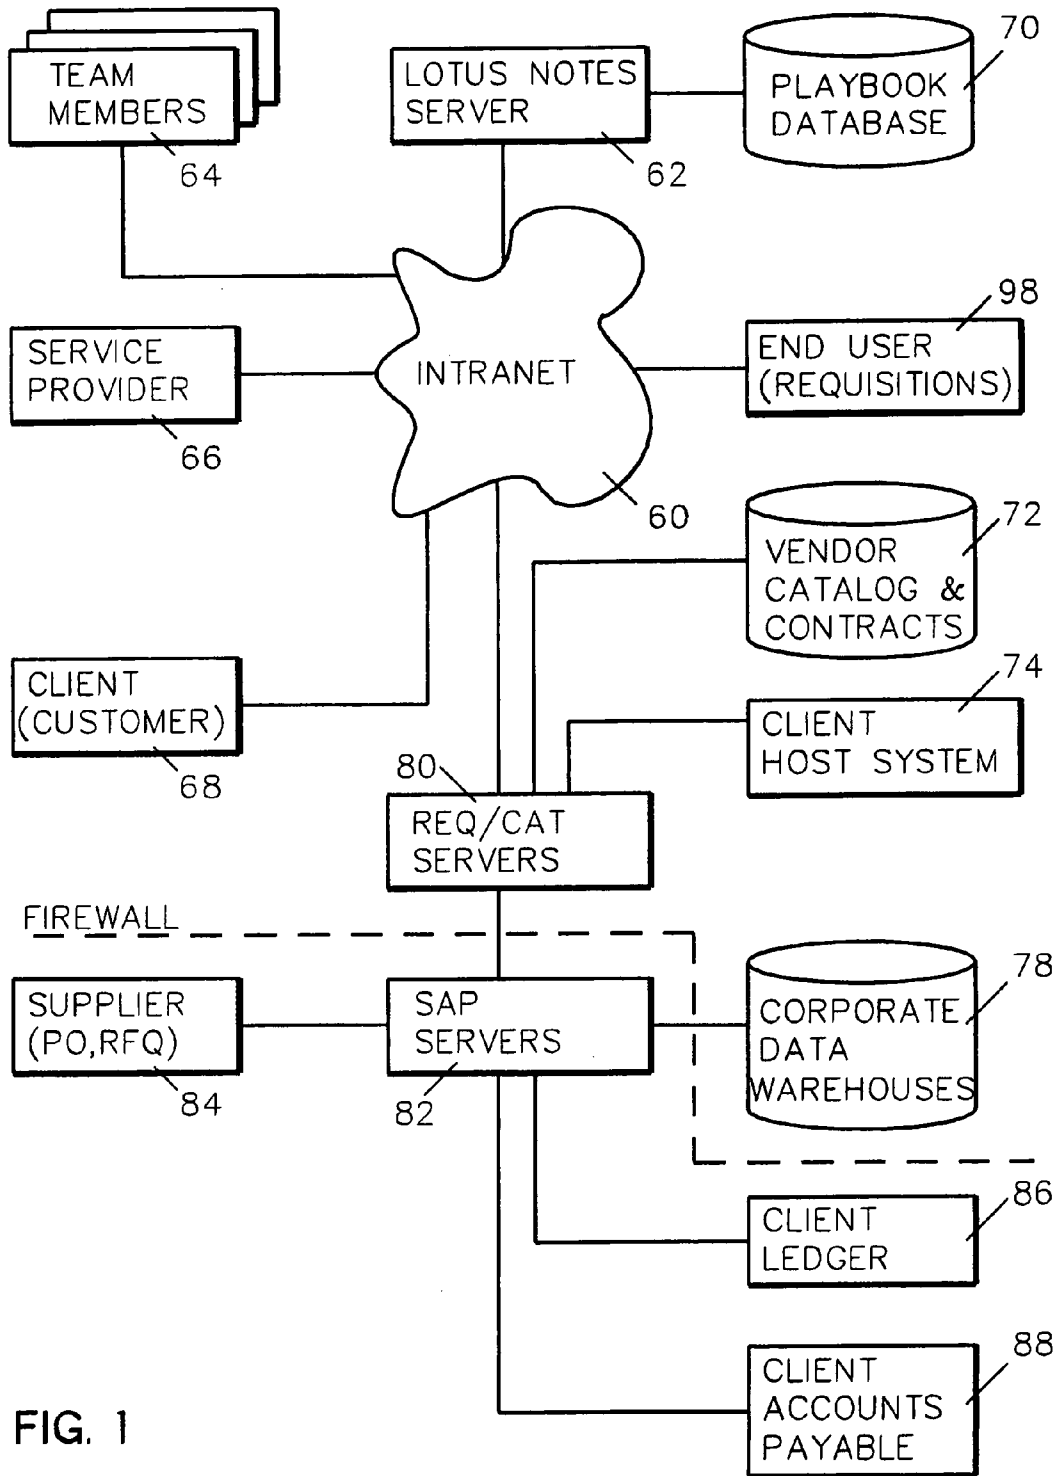 TEAM
MEMBERS
64
LOTUS NOTES
SERVER
62
70
PLAYBOOK
DATABASE
SERVICE
PROVIDER
66
INTRANET
60
98
END USER
(REQUISITIONS)
72
VENDOR
CATALOG &
CONTRACTS
CLIENT
(CUSTOMER)
68
74
CLIENT
HOST SYSTEM
80
REQ/CAT
SERVERS
FIREWALL
SUPPLIER
(PO,RFQ)
84
SAP
SERVERS
82
78
CORPORATE
DATA
WAREHOUSES
86
CLIENT
LEDGER
88
CLIENT
ACCOUNTS
PAYABLE
FIG. 1